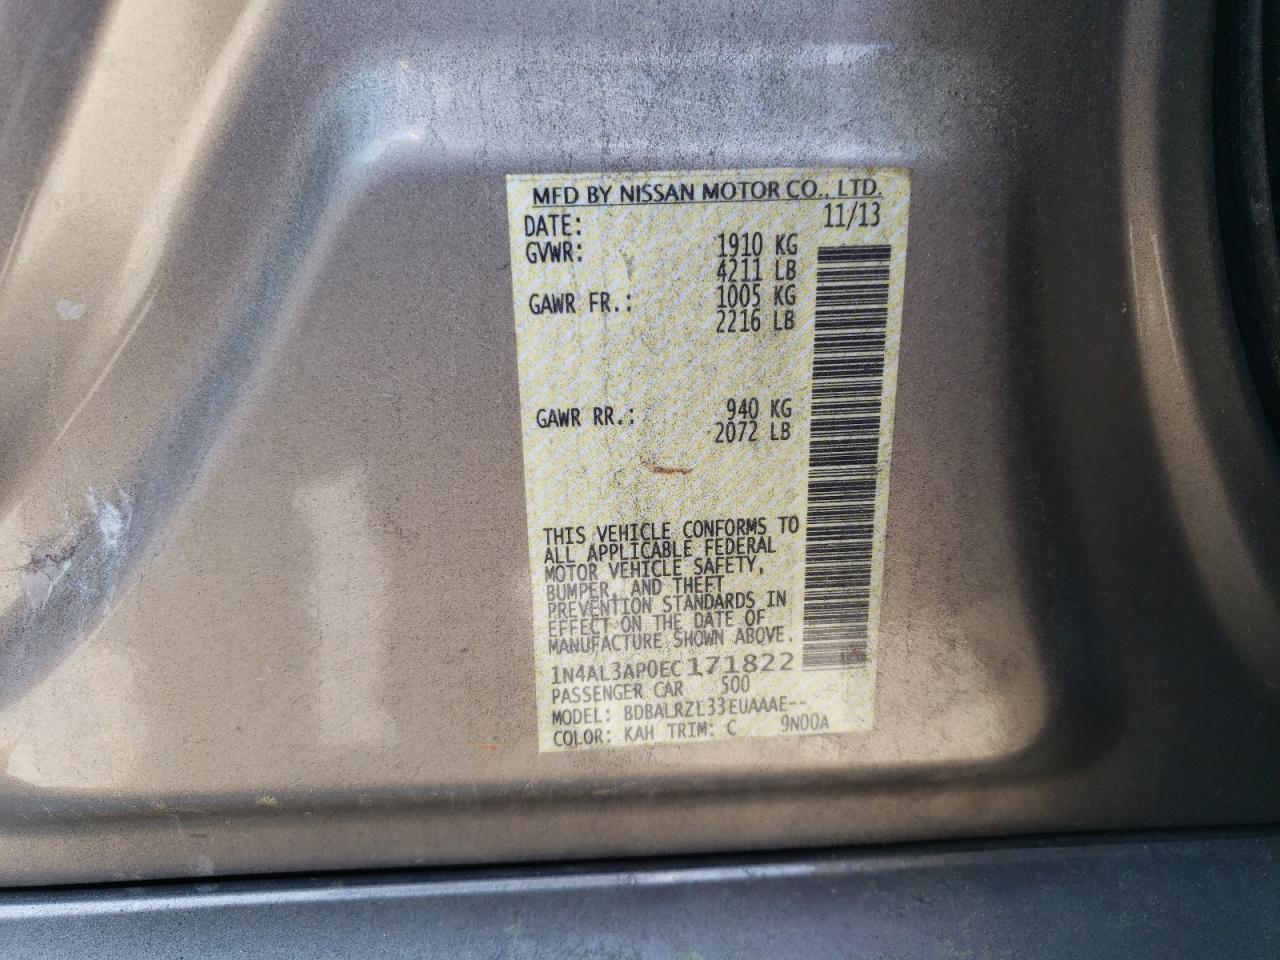 MFD BY NISSAN MOTOR CO., LTD.
DATE: 11/13
GVWR: 1910 KG
4211 LB
GAWR FR.: 1005 KG
2216 LB
GAWR RR.: 940 KG
2072 LB
THIS VEHICLE CONFORMS TO
ALL APPLICABLE FEDERAL
MOTOR VEHICLE SAFETY,
BUMPER, AND THEFT
PREVENTION STANDARDS IN
EFFECT ON THE DATE OF
MANUFACTURE SHOWN ABOVE.
1N4AL3AP0EC171822
PASSENGER CAR 500
MODEL: BDBALRZL33EUAAAE--
COLOR: KAH TRIM: C 9N00A